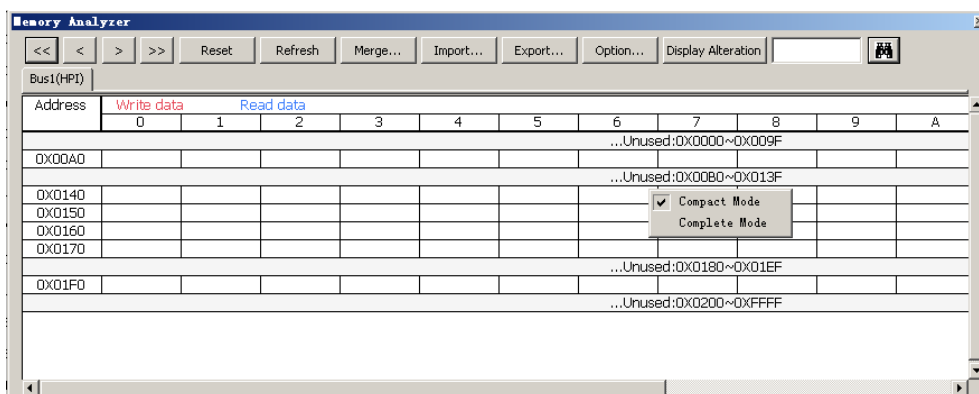 Memory Analyzer
<< < > >> Reset Refresh Merge... Import... Export... Option... Display Alteration
Bus1(HPI)
Address Write data Read data
0 1 2 3 4 5 6 7 8 9 A
...Unused:0X0000~0X009F
0X00A0
...Unused:0X00B0~0X013F
0X0140
Compact Mode
0X0150
Complete Mode
0X0160
0X0170
...Unused:0X0180~0X01EF
0X01F0
...Unused:0X0200~0XFFFF